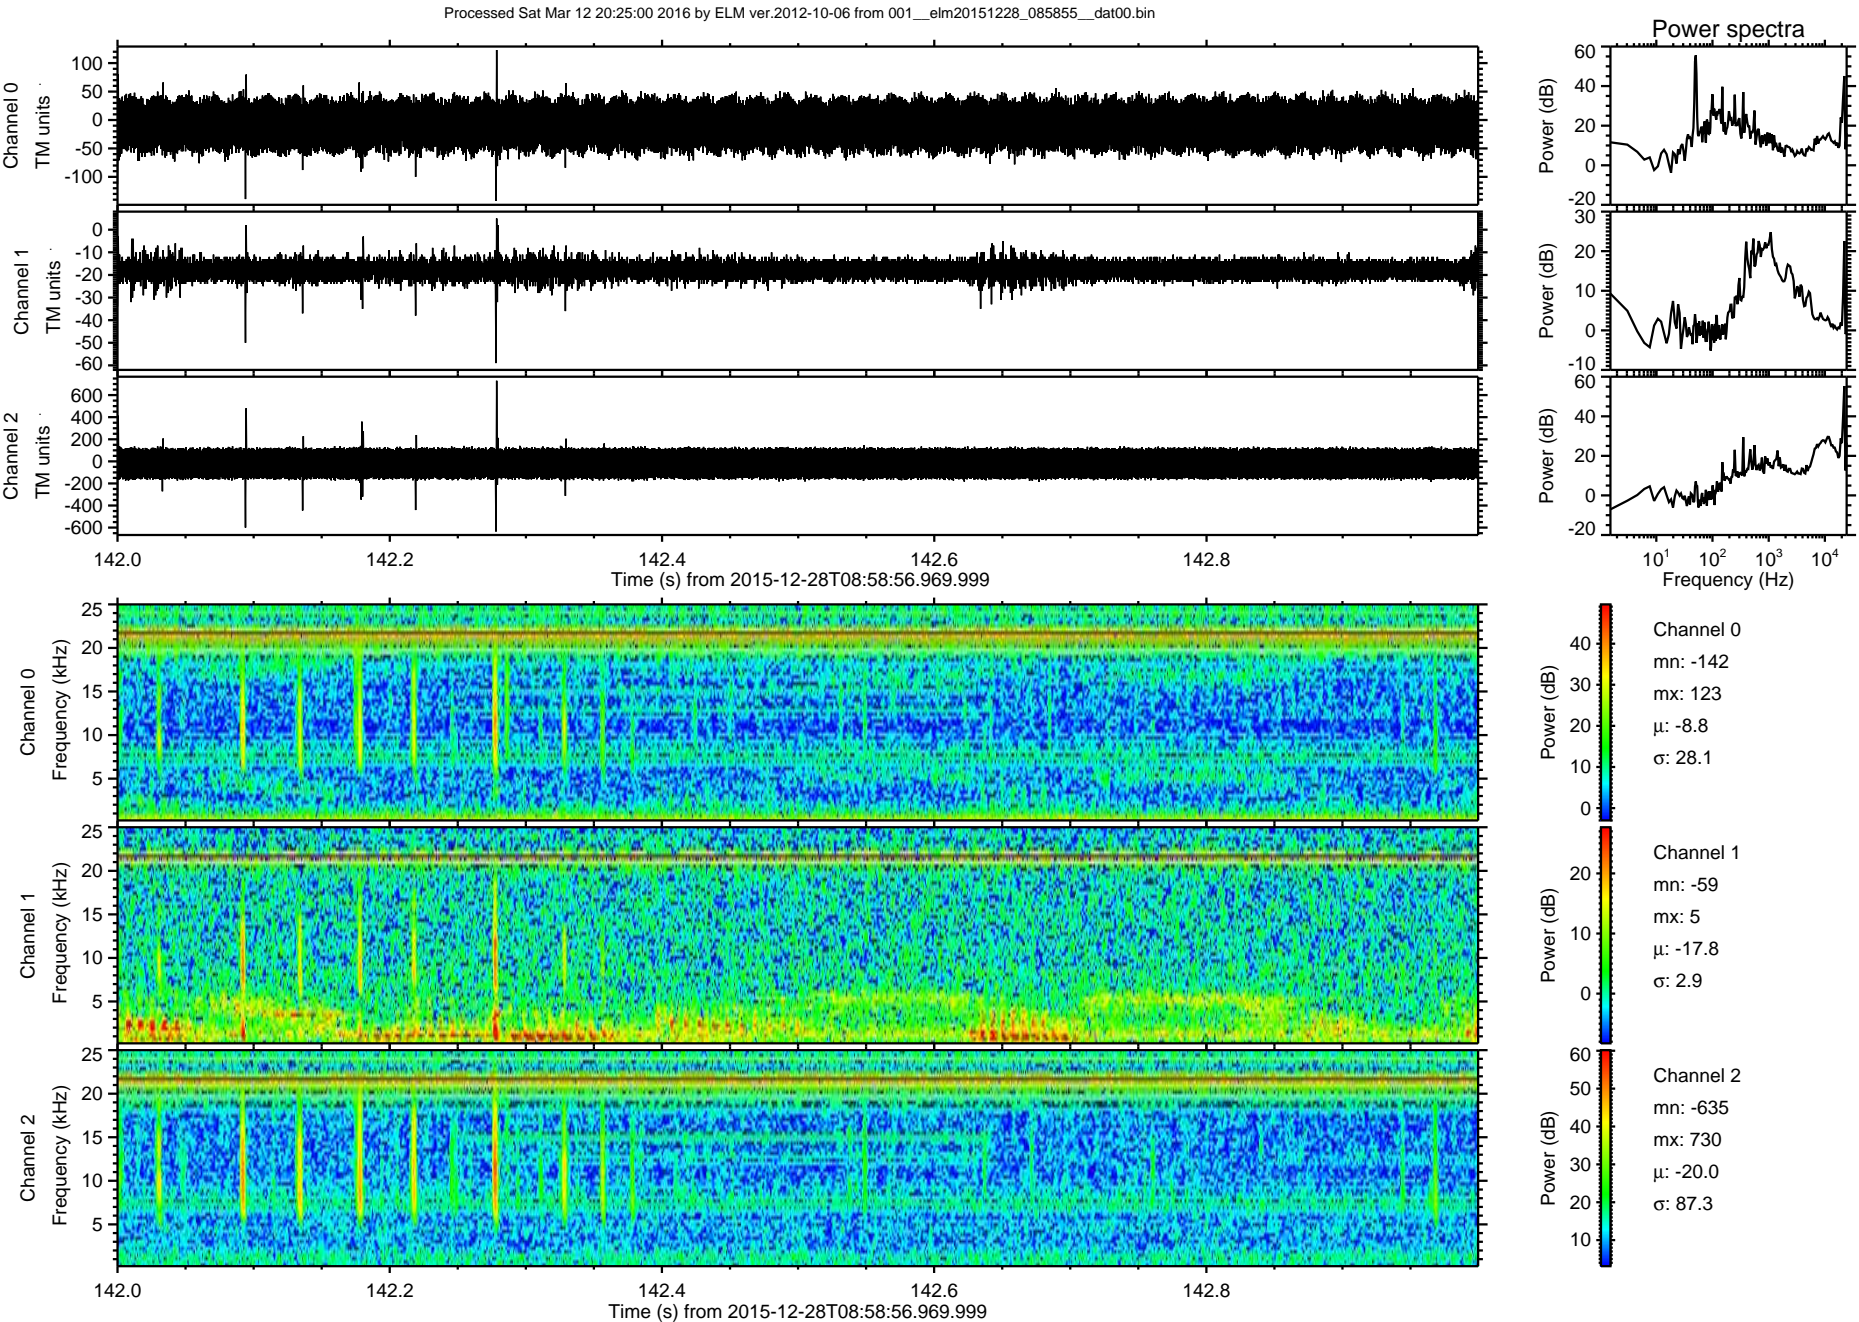 Processed Sat Mar 12 20:25:00 2016 by ELM ver.2012-10-06 from 001__elm20151228_085855__dat00.bin
Power spectra
Channel 0
TM units
100
50
0
-50
-100
Power (dB)
60
40
20
0
-20
Channel 1
TM units
0
-10
-20
-30
-40
-50
-60
Power (dB)
30
20
10
0
-10
Channel 2
TM units
600
400
200
0
-200
-400
-600
Power (dB)
60
40
20
0
-20
142.0 142.2 142.4 142.6 142.8
Time (s) from 2015-12-28T08:58:56.969.999
10^1 10^2 10^3 10^4
Frequency (Hz)
Channel 0
Frequency (kHz)
25
20
15
10
5
Power (dB)
40
30
20
10
0
Channel 0
mn: -142
mx: 123
μ: -8.8
σ: 28.1
Channel 1
Frequency (kHz)
25
20
15
10
5
Power (dB)
20
10
0
Channel 1
mn: -59
mx: 5
μ: -17.8
σ: 2.9
Channel 2
Frequency (kHz)
25
20
15
10
5
Power (dB)
60
50
40
30
20
10
Channel 2
mn: -635
mx: 730
μ: -20.0
σ: 87.3
142.0 142.2 142.4 142.6 142.8
Time (s) from 2015-12-28T08:58:56.969.999